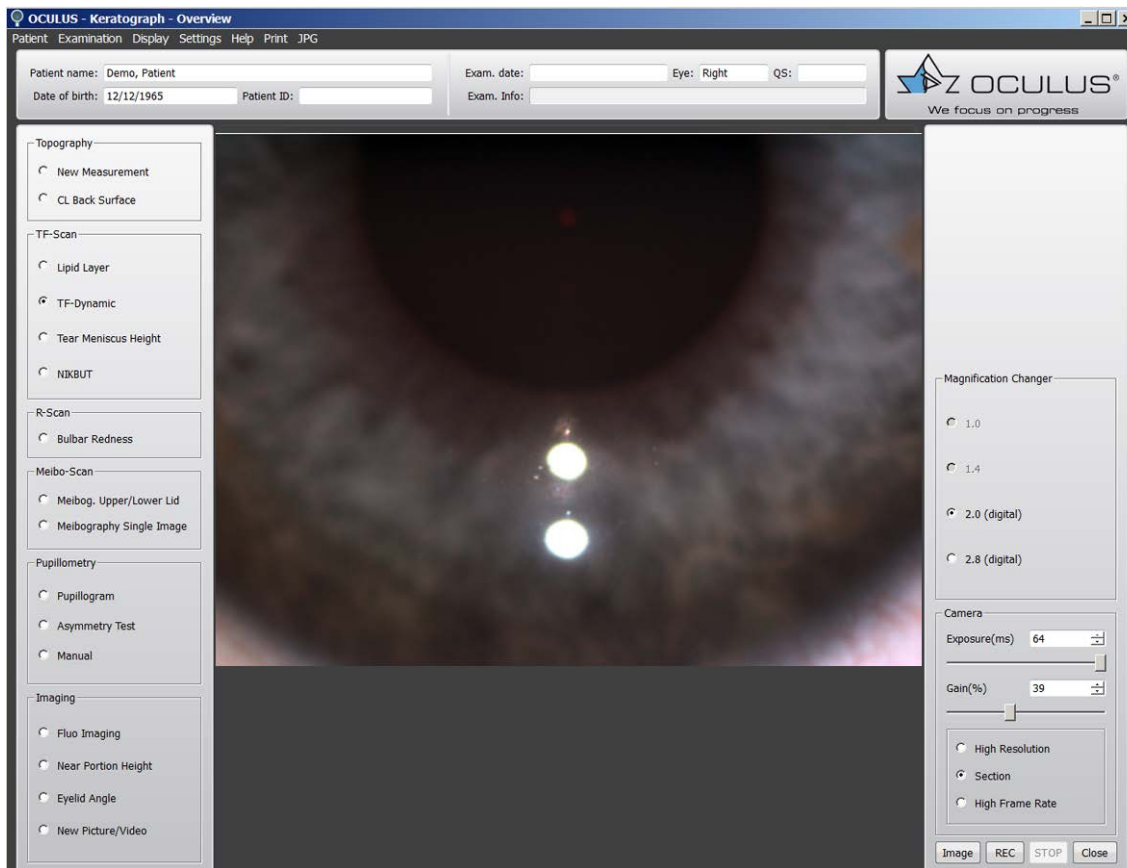 OCULUS - Keratograph - Overview
Patient Examination Display Settings Help Print JPG
Patient name: Demo, Patient
Date of birth: 12/12/1965 Patient ID:
Exam. date: Eye: Right QS:
Exam. Info:
OCULUS®
We focus on progress
Topography
New Measurement
CL Back Surface
TF-Scan
Lipid Layer
TF-Dynamic
Tear Meniscus Height
NIKBUT
R-Scan
Bulbar Redness
Meibo-Scan
Meibog. Upper/Lower Lid
Meibography Single Image
Pupillometry
Pupillogram
Asymmetry Test
Manual
Imaging
Fluo Imaging
Near Portion Height
Eyelid Angle
New Picture/Video
Magnification Changer
1.0
1.4
2.0 (digital)
2.8 (digital)
Camera
Exposure(ms) 64
Gain(%) 39
High Resolution
Section
High Frame Rate
Image REC STOP Close